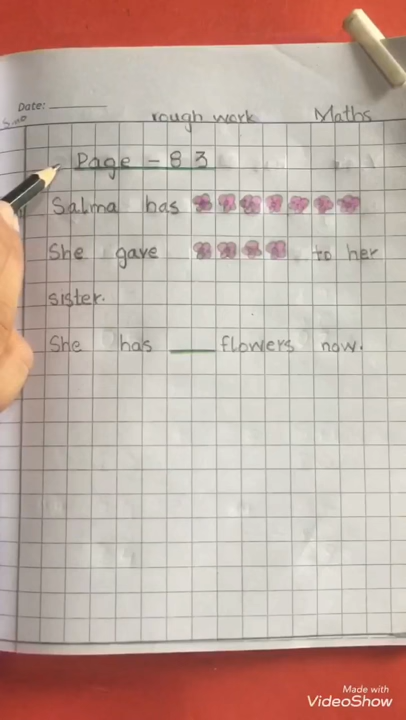 Date:
rough work Maths
Page - 83
Salma has
She gave to her
sister.
She has ___ flowers now.
Made with
VideoShow